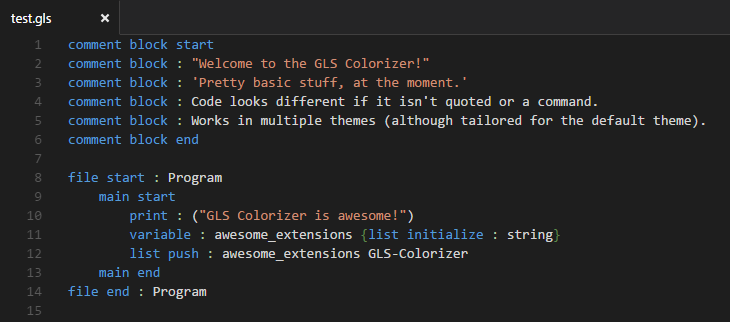 test.gls ×
1 comment block start
2 comment block : "Welcome to the GLS Colorizer!"
3 comment block : 'Pretty basic stuff, at the moment.'
4 comment block : Code looks different if it isn't quoted or a command.
5 comment block : Works in multiple themes (although tailored for the default theme).
6 comment block end
7
8 file start : Program
9     main start
10         print : ("GLS Colorizer is awesome!")
11         variable : awesome_extensions {list initialize : string}
12         list push : awesome_extensions GLS-Colorizer
13     main end
14 file end : Program
15